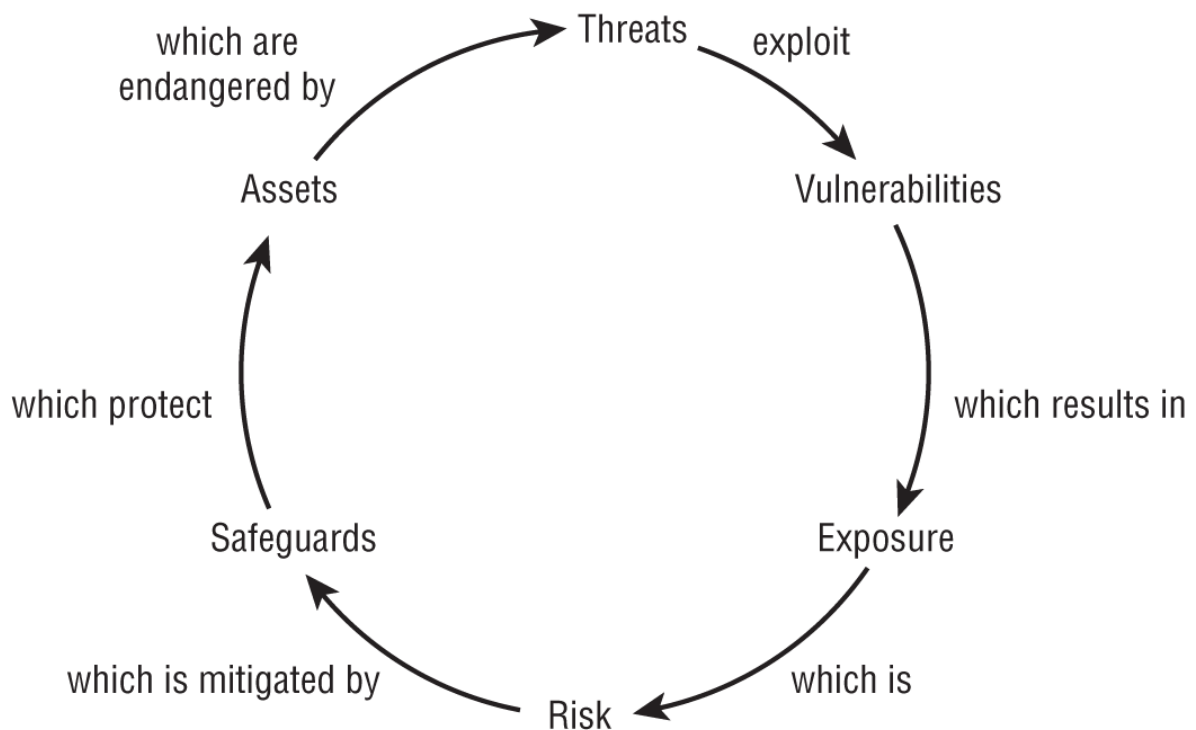 Threats
exploit
Vulnerabilities
which results in
Exposure
which is
Risk
which is mitigated by
Safeguards
which protect
Assets
which are
endangered by